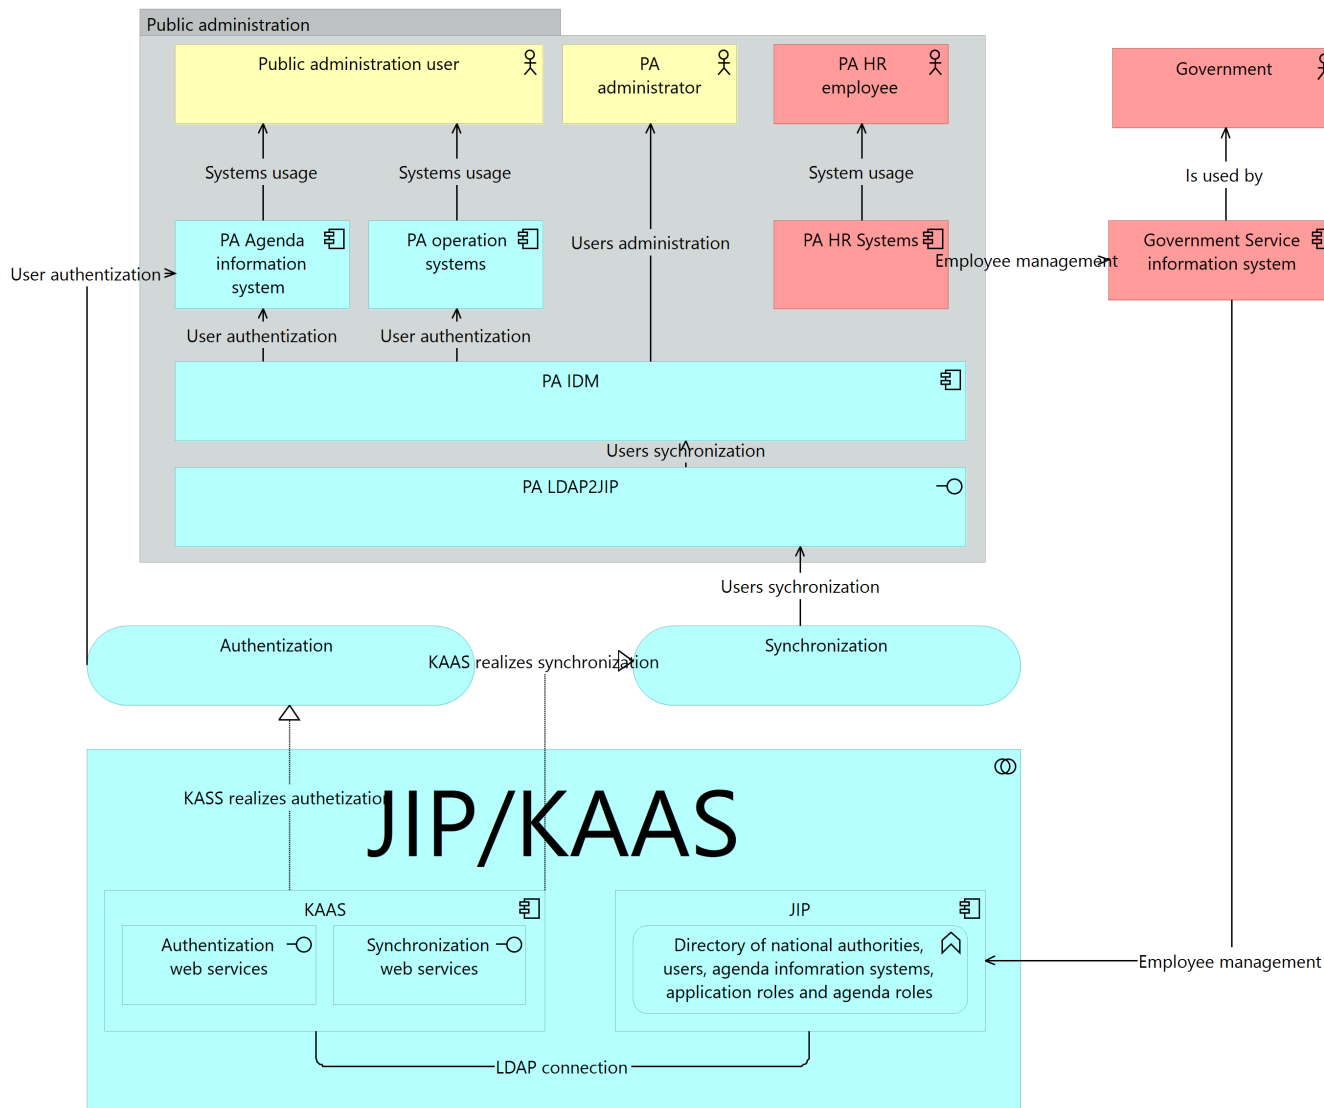 Public administration
Public administration user
PA
administrator
PA HR
employee
Government
Systems usage
Systems usage
System usage
Is used by
Users administration
PA Agenda
information
system
PA operation
systems
PA HR Systems
Government Service
information system
User authentization
Employee management
User authentization
User authentization
PA IDM
Users sychronization
PA LDAP2JIP
Users sychronization
Authentization
KAAS realizes synchronization
Synchronization
KASS realizes authetization
JIP/KAAS
KAAS
JIP
Authentization
web services
Synchronization
web services
Directory of national authorities,
users, agenda infomration systems,
application roles and agenda roles
Employee management
LDAP connection